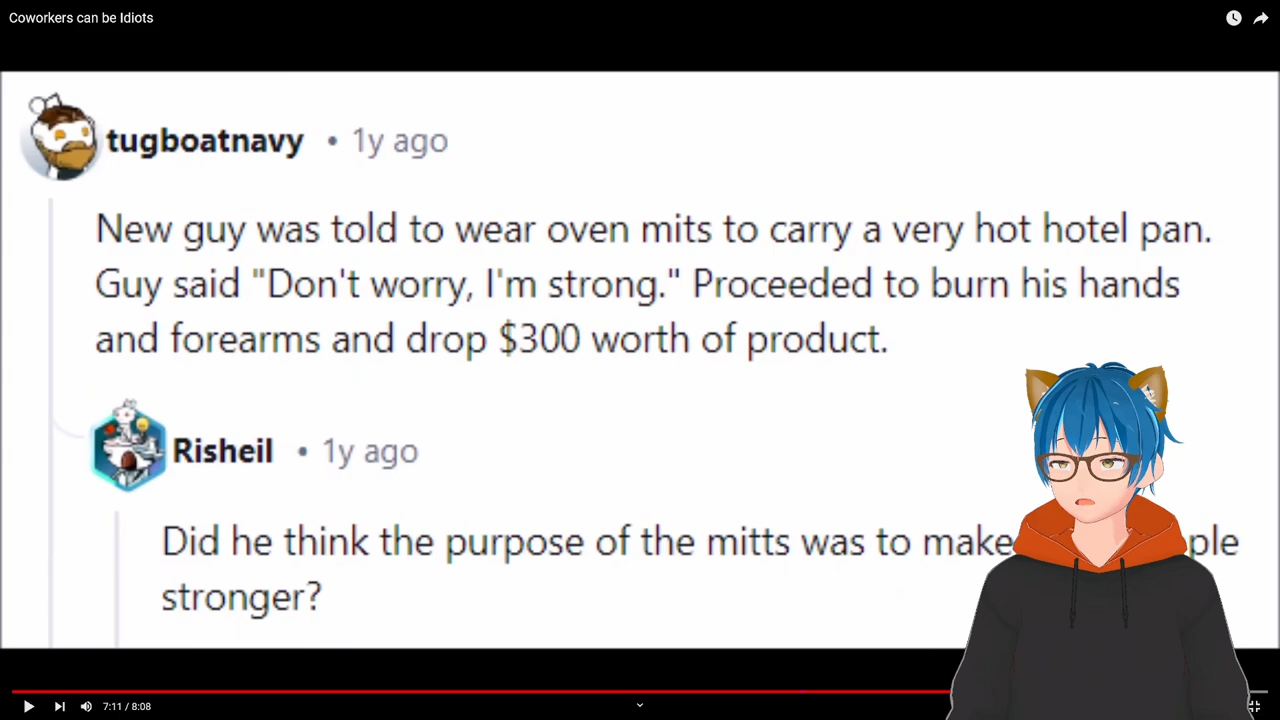 Coworkers can be Idiots
tugboatnavy • 1y ago
New guy was told to wear oven mits to carry a very hot hotel pan.
Guy said "Don't worry, I'm strong." Proceeded to burn his hands
and forearms and drop $300 worth of product.
Risheil • 1y ago
Did he think the purpose of the mitts was to make ple
stronger?
7:11 / 8:08